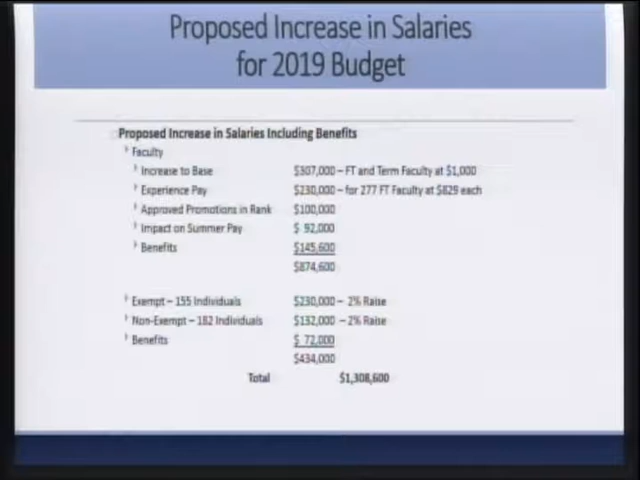 Proposed Increase in Salaries
for 2019 Budget
Proposed Increase in Salaries Including Benefits
Faculty
Increase to Base $307,000 – FT and Term Faculty at $1,000
Experience Pay $230,000 – for 277 FT Faculty at $829 each
Approved Promotions in Rank $100,000
Impact on Summer Pay $ 92,000
Benefits $145,600
$874,600
Exempt – 155 Individuals $230,000 – 2% Raise
Non-Exempt – 182 Individuals $132,000 – 2% Raise
Benefits $ 72,000
$434,000
Total $1,308,600